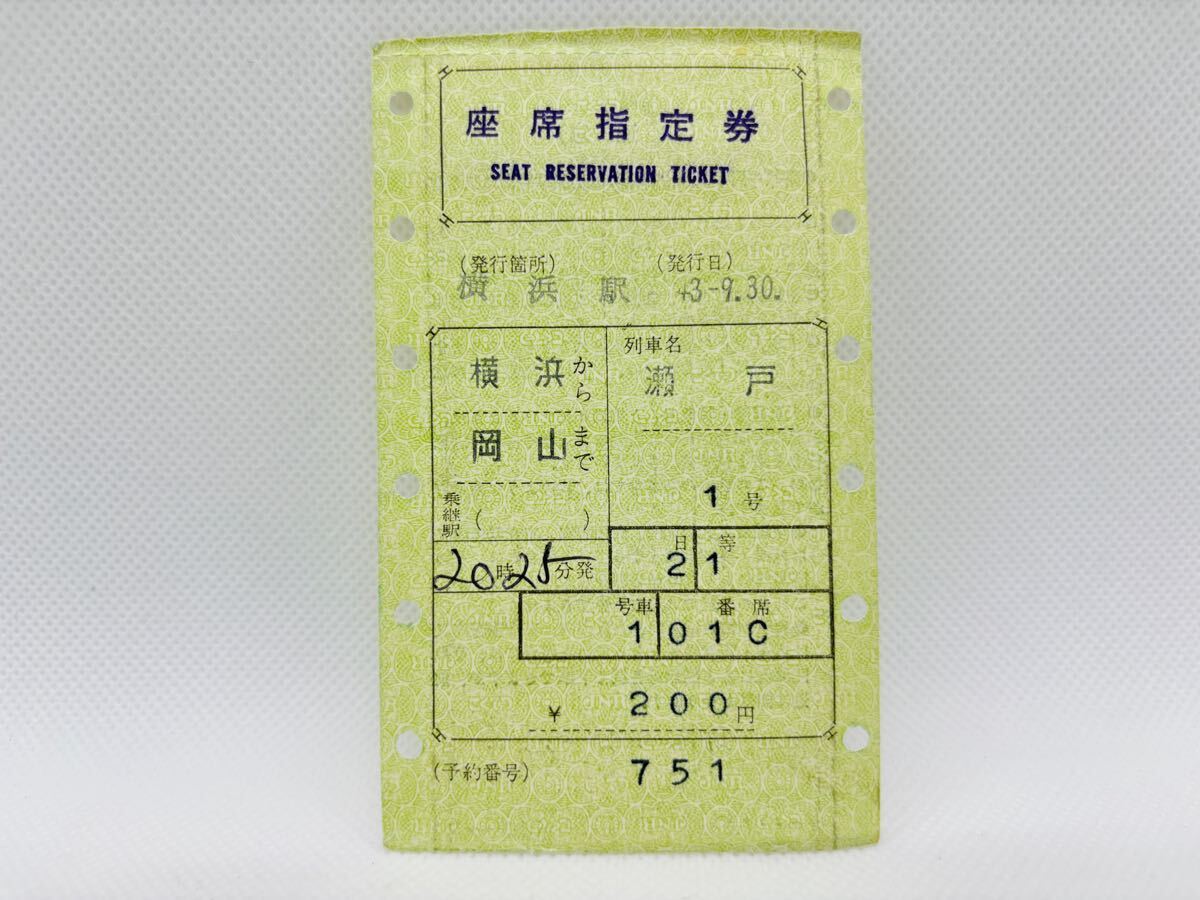 座席指定券
SEAT RESERVATION TICKET
(発行箇所) (発行日)
横浜駅 43-9.30.
横浜から
岡山まで
乗継駅 ( )
20時25分発
列車名
瀬戸
1号
日 等
2 1
号車 番席
1 01C
¥ 200円
(予約番号) 751